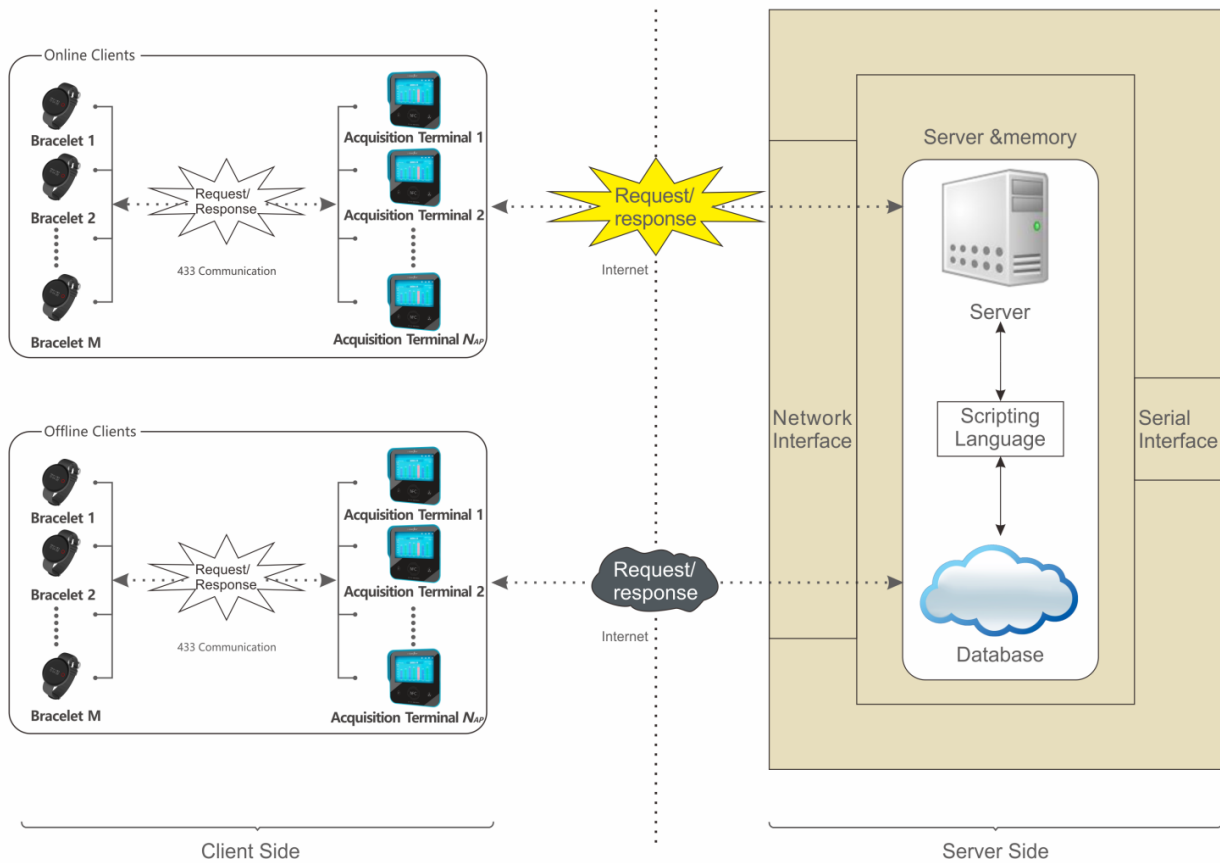 Online Clients
Bracelet 1
Bracelet 2
Bracelet M
Request/
Response
433 Communication
Acquisition Terminal 1
Acquisition Terminal 2
Acquisition Terminal NAP
Request/
response
Internet
Offline Clients
Bracelet 1
Bracelet 2
Bracelet M
Request/
Response
433 Communication
Acquisition Terminal 1
Acquisition Terminal 2
Acquisition Terminal NAP
Request/
response
Internet
Network
Interface
Server &memory
Server
Scripting
Language
Database
Serial
Interface
Client Side
Server Side